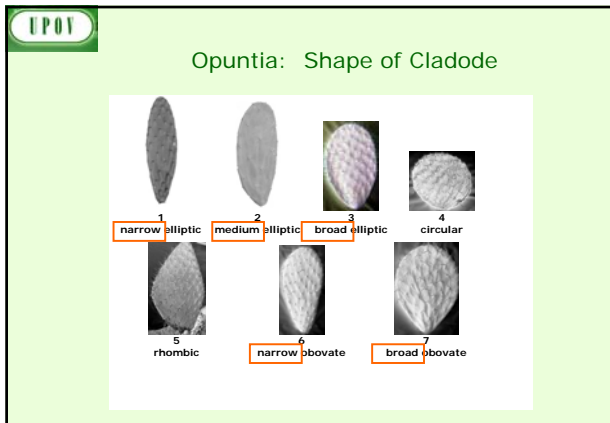 UPOV
Opuntia: Shape of Cladode
1 2 3 4
narrow elliptic medium elliptic broad elliptic circular
5 6 7
rhombic narrow obovate broad obovate